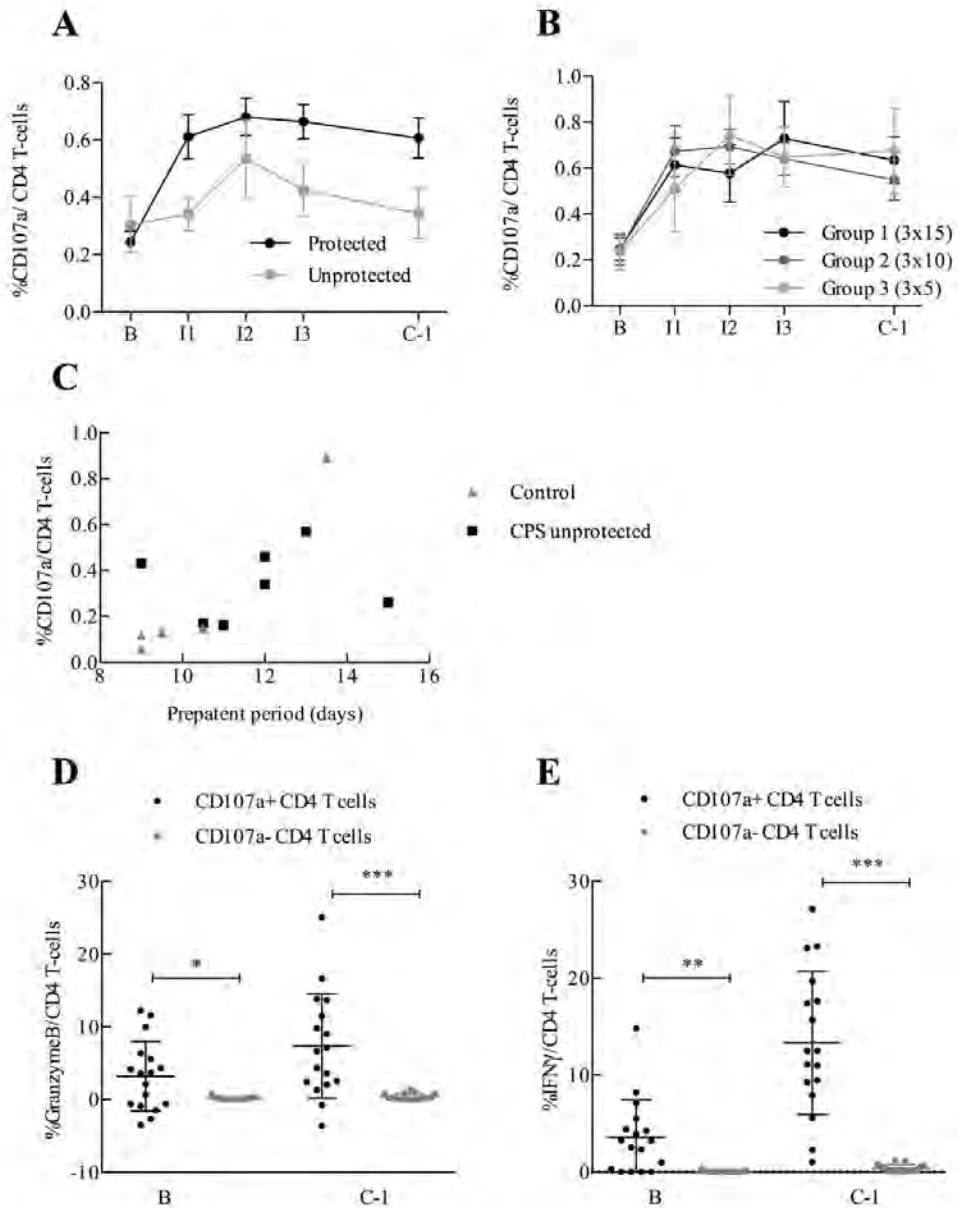 A
%CD107a/ CD4 T-cells
0.8
0.6
0.4
0.2
0.0
Protected
Unprotected
B I1 I2 I3 C-1
B
%CD107a/ CD4 T-cells
1.0
0.8
0.6
0.4
0.2
0.0
Group 1 (3x15)
Group 2 (3x10)
Group 3 (3x5)
B I1 I2 I3 C-1
C
%CD107a/CD4 T-cells
1.0
0.8
0.6
0.4
0.2
0.0
8 10 12 14 16
Prepatent period (days)
Control
CPS unprotected
D
CD107a+ CD4 T cells
CD107a- CD4 T cells
%GranzymeB/CD4 T-cells
30
20
10
0
-10
*
***
B C-1
E
CD107a+ CD4 T cells
CD107a- CD4 T cells
%IFNγ/CD4 T-cells
30
20
10
0
**
***
B C-1